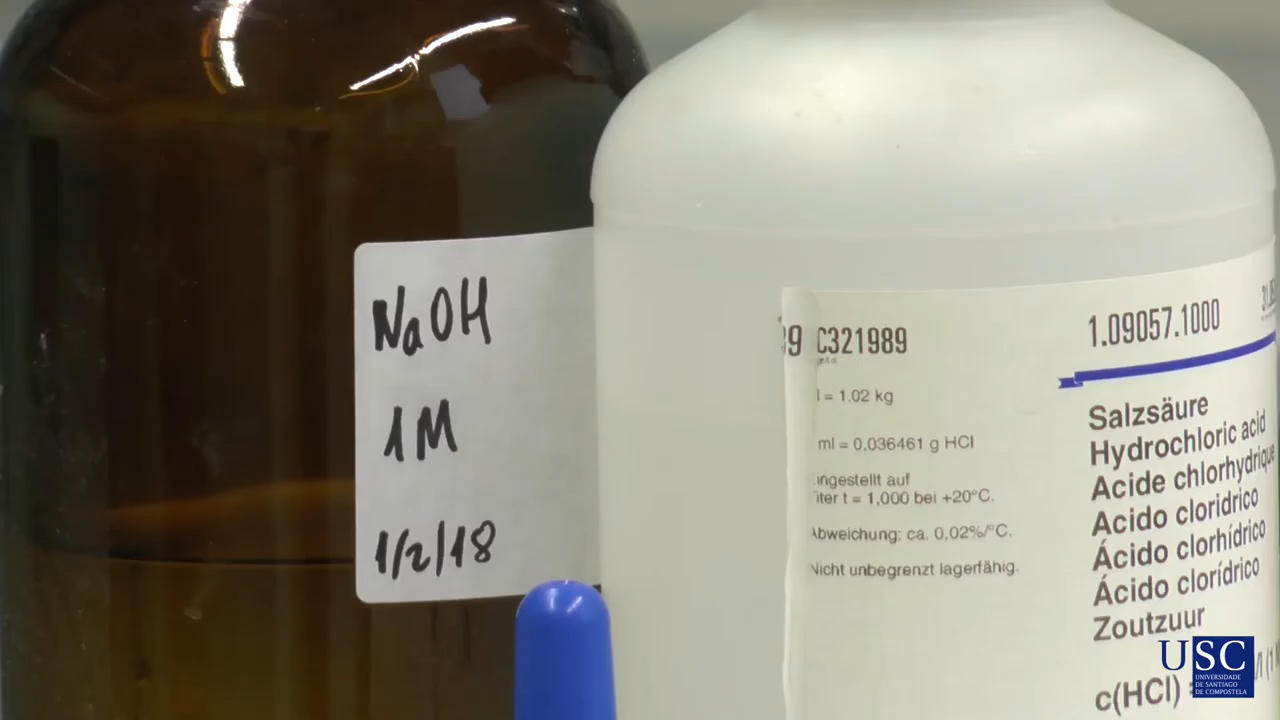 NaOH
1M
1/2/18
C321989
l = 1.02 kg
ml = 0,036461 g HCl
ingestellt auf
iter t = 1,000 bei +20°C.
Abweichung: ca. 0,02%/°C.
Nicht unbegrenzt lagerfähig.
1.09057.1000
Salzsäure
Hydrochloric acid
Acide chlorhydrique
Acido cloridrico
Ácido clorhídrico
Ácido clorídrico
Zoutzuur
c(HCl)
USC
UNIVERSIDADE
DE SANTIAGO
DE COMPOSTELA